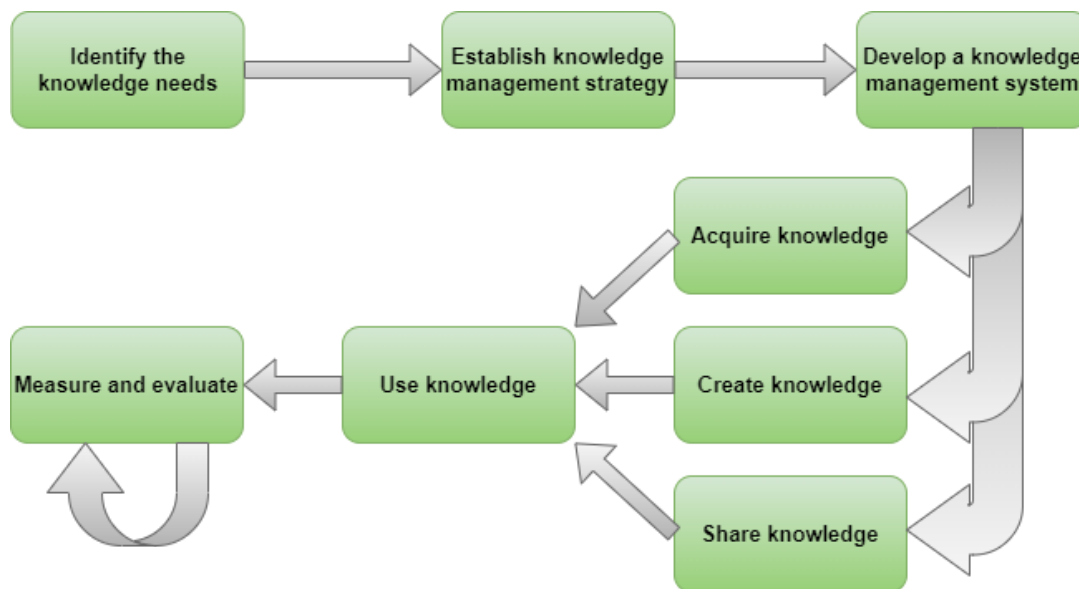 Identify the
knowledge needs
Establish knowledge
management strategy
Develop a knowledge
management system
Acquire knowledge
Create knowledge
Share knowledge
Use knowledge
Measure and evaluate